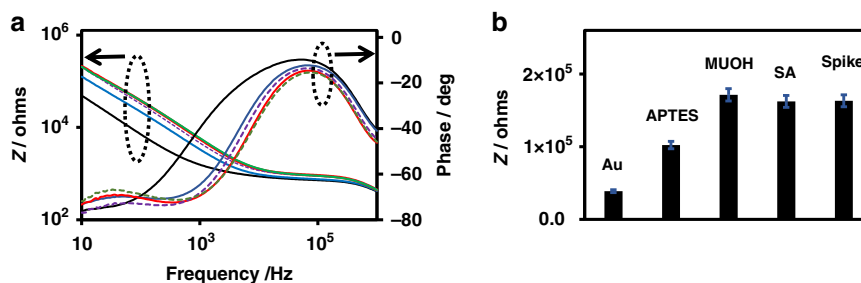 a
10⁶
10⁴
10²
Z / ohms
10
10³
10⁵
Frequency /Hz
0
–20
–40
–60
–80
Phase / deg
b
2×10⁵
1×10⁵
0.0
Z / ohms
Au
APTES
MUOH
SA
Spike